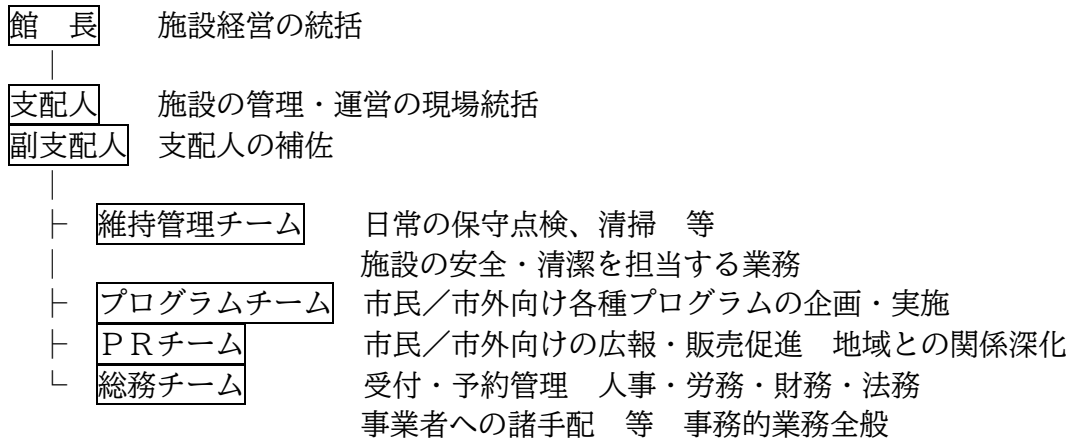 館　長　　施設経営の統括
｜
支配人　　施設の管理・運営の現場統括
副支配人　支配人の補佐
｜
├　維持管理チーム　　日常の保守点検、清掃　等
｜　　　　　　　　　　施設の安全・清潔を担当する業務
├　プログラムチーム　市民／市外向け各種プログラムの企画・実施
├　ＰＲチーム　　　　市民／市外向けの広報・販売促進　地域との関係深化
└　総務チーム　　　　受付・予約管理　人事・労務・財務・法務
事業者への諸手配　等　事務的業務全般